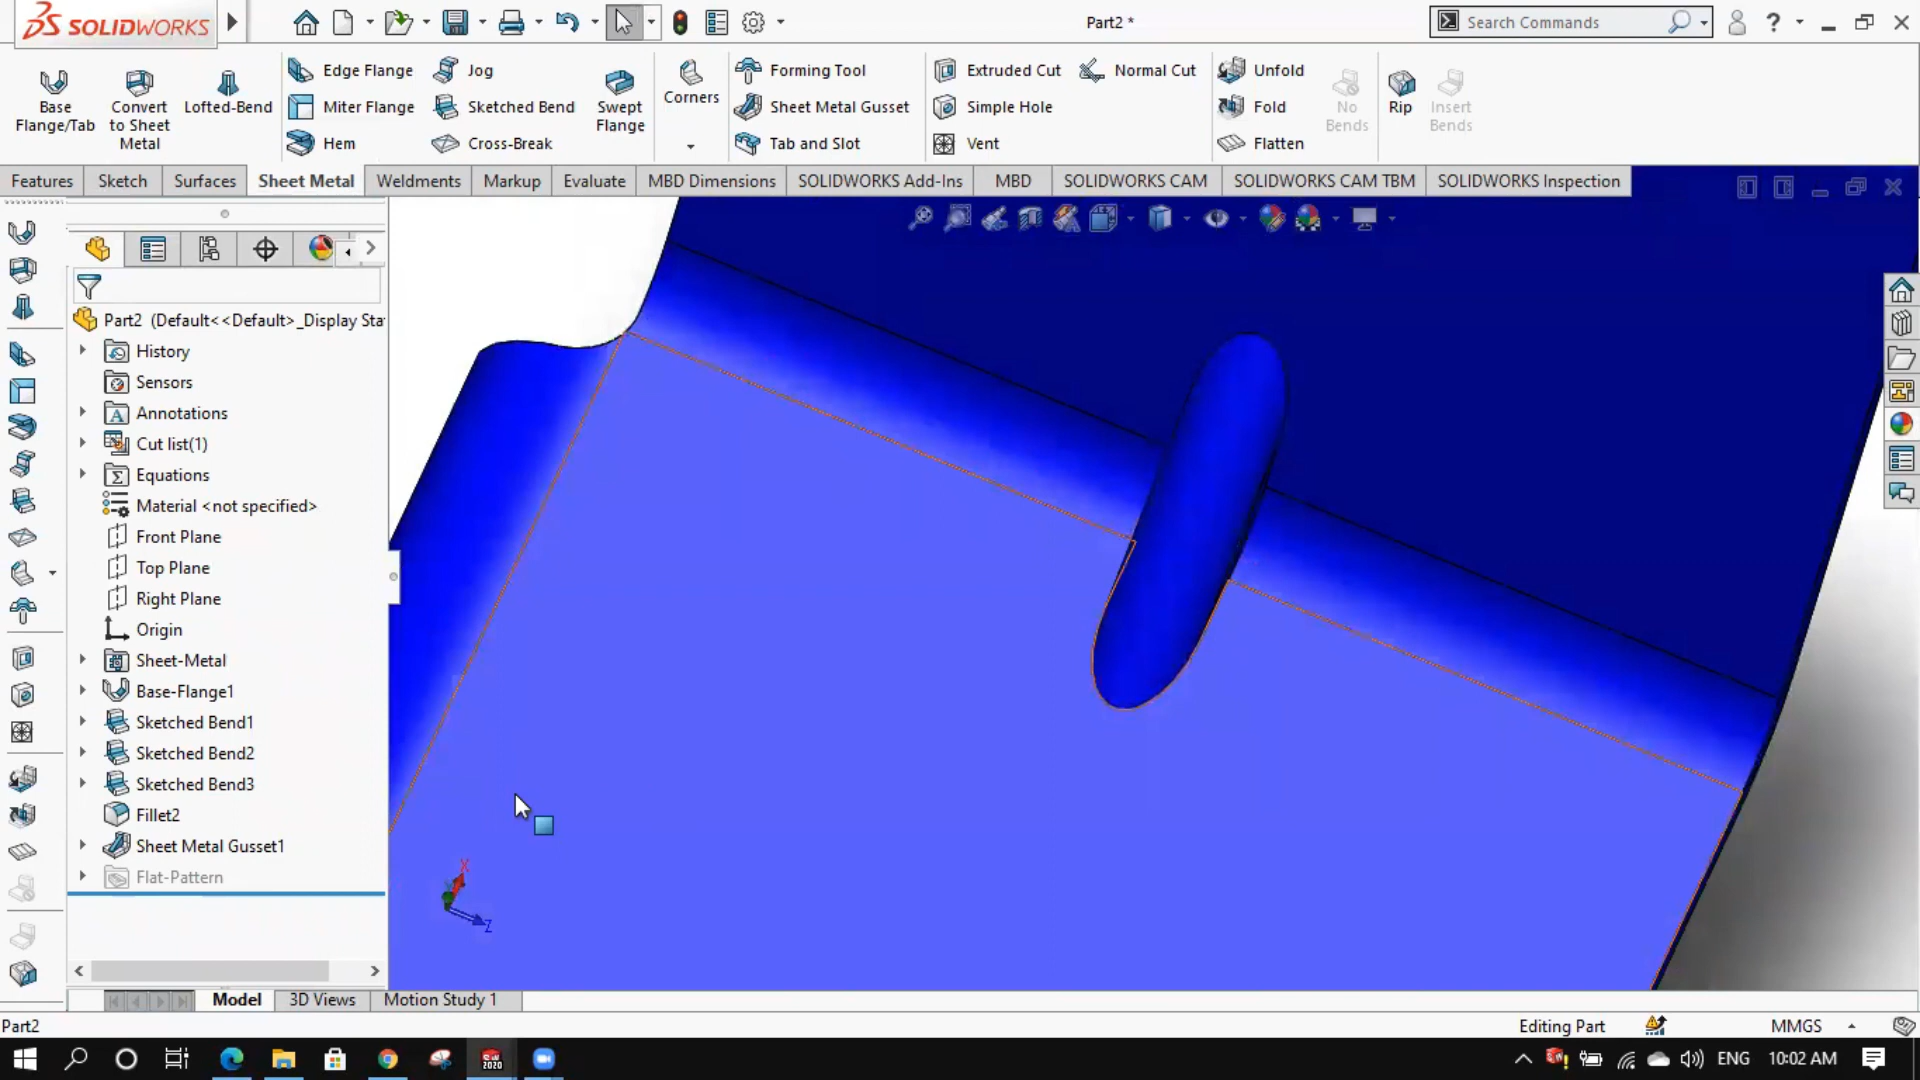 SOLIDWORKS
Part2 *
Search Commands
Base Flange/Tab
Convert to Sheet Metal
Lofted-Bend
Edge Flange
Miter Flange
Hem
Jog
Sketched Bend
Cross-Break
Swept Flange
Corners
Forming Tool
Sheet Metal Gusset
Tab and Slot
Extruded Cut
Simple Hole
Vent
Normal Cut
Unfold
Fold
Flatten
No Bends
Rip
Insert Bends
Features
Sketch
Surfaces
Sheet Metal
Weldments
Markup
Evaluate
MBD Dimensions
SOLIDWORKS Add-Ins
MBD
SOLIDWORKS CAM
SOLIDWORKS CAM TBM
SOLIDWORKS Inspection
Part2 (Default<<Default>_Display Sta
History
Sensors
Annotations
Cut list(1)
Equations
Material <not specified>
Front Plane
Top Plane
Right Plane
Origin
Sheet-Metal
Base-Flange1
Sketched Bend1
Sketched Bend2
Sketched Bend3
Fillet2
Sheet Metal Gusset1
Flat-Pattern
X
Z
Model
3D Views
Motion Study 1
Part2
Editing Part
MMGS
2020
ENG
10:02 AM